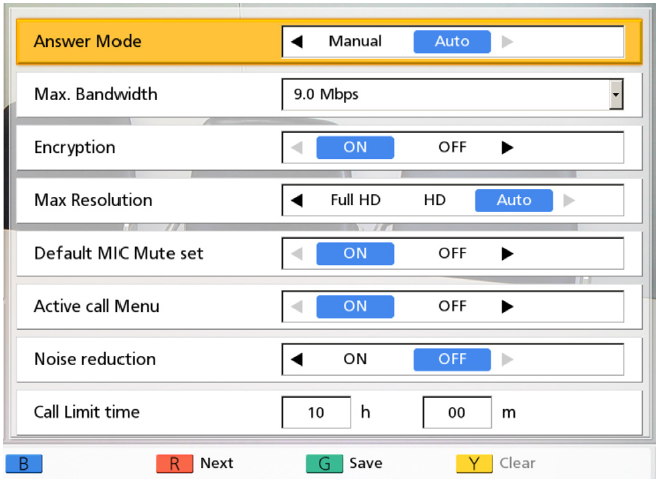 Answer Mode Manual Auto
Max. Bandwidth 9.0 Mbps
Encryption ON OFF
Max Resolution Full HD HD Auto
Default MIC Mute set ON OFF
Active call Menu ON OFF
Noise reduction ON OFF
Call Limit time 10 h 00 m
B R Next G Save Y Clear